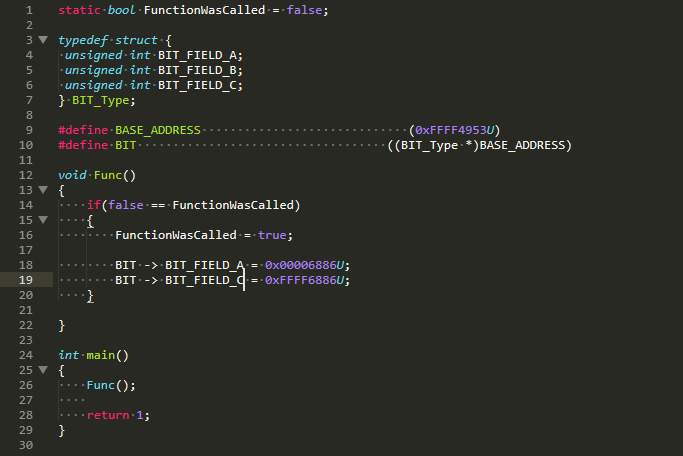 1 static bool FunctionWasCalled = false;
2
3 typedef struct {
4 unsigned int BIT_FIELD_A;
5 unsigned int BIT_FIELD_B;
6 unsigned int BIT_FIELD_C;
7 } BIT_Type;
8
9 #define BASE_ADDRESS (0xFFFF4953U)
10 #define BIT ((BIT_Type *)BASE_ADDRESS)
11
12 void Func()
13 {
14 if(false == FunctionWasCalled)
15 {
16 FunctionWasCalled = true;
17
18 BIT -> BIT_FIELD_A = 0x00006886U;
19 BIT -> BIT_FIELD_C = 0xFFFF6886U;
20 }
21
22 }
23
24 int main()
25 {
26 Func();
27
28 return 1;
29 }
30